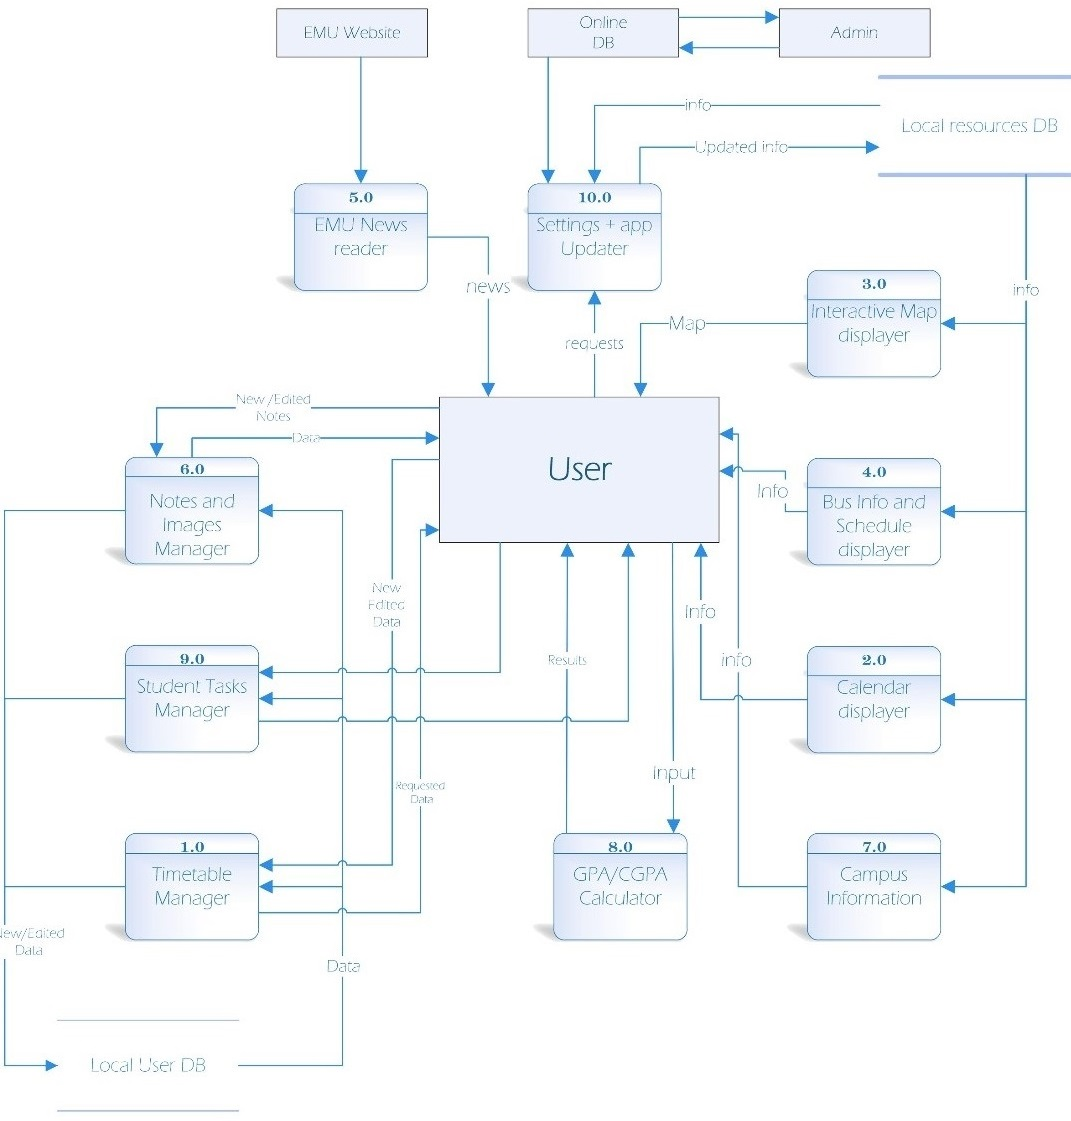 EMU Website
Online
DB
Admin
info
Local resources DB
Updated info
5.0
EMU News
reader
10.0
Settings + app
Updater
news
3.0
Interactive Map
displayer
info
Map
requests
New /Edited
Notes
Data
User
6.0
Notes and
Images
Manager
4.0
Bus Info and
Schedule
displayer
Info
New
Edited
Data
Info
9.0
Student Tasks
Manager
Results
info
2.0
Calendar
displayer
Requested
Data
input
1.0
Timetable
Manager
8.0
GPA/CGPA
Calculator
7.0
Campus
Information
New/Edited
Data
Data
Local User DB